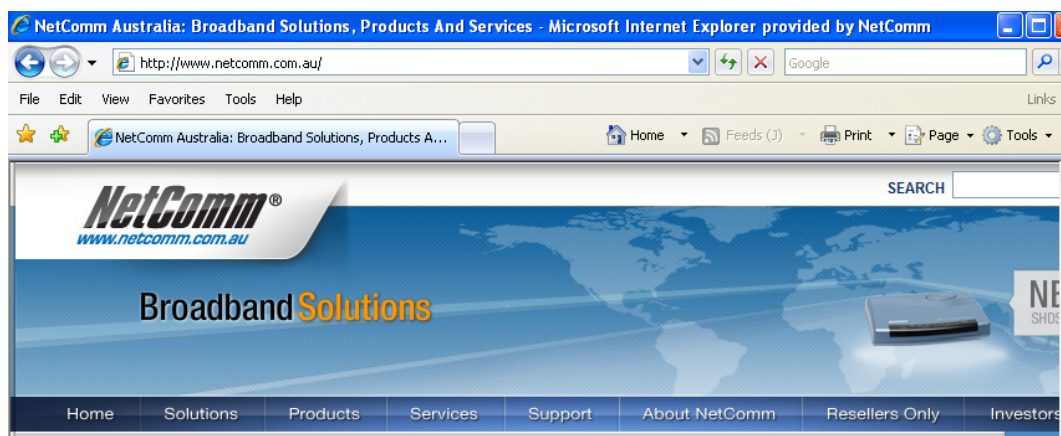 NetComm Australia: Broadband Solutions, Products And Services - Microsoft Internet Explorer provided by NetComm
http://www.netcomm.com.au/
Google
File Edit View Favorites Tools Help
Links
NetComm Australia: Broadband Solutions, Products A...
Home Feeds (J) Print Page Tools
NetComm®
www.netcomm.com.au
SEARCH
Broadband Solutions
Home Solutions Products Services Support About NetComm Resellers Only Investors